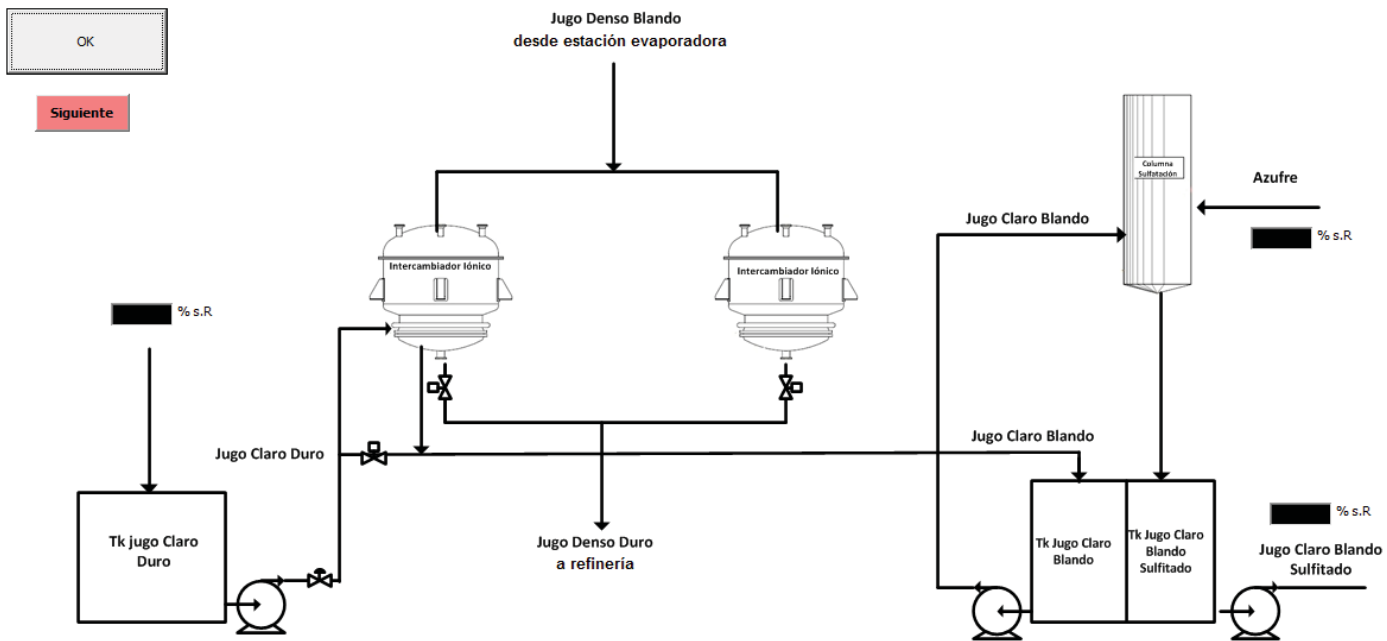 OK
Siguiente
Jugo Denso Blando
desde estación evaporadora
Columna
Sulfatación
Azufre
% s.R
Jugo Claro Blando
Intercambiador Iónico
Intercambiador Iónico
% s.R
Jugo Claro Duro
Jugo Claro Blando
Tk jugo Claro
Duro
Jugo Denso Duro
a refinería
Tk Jugo Claro
Blando
Tk Jugo Claro
Blando
Sulfitado
% s.R
Jugo Claro Blando
Sulfitado